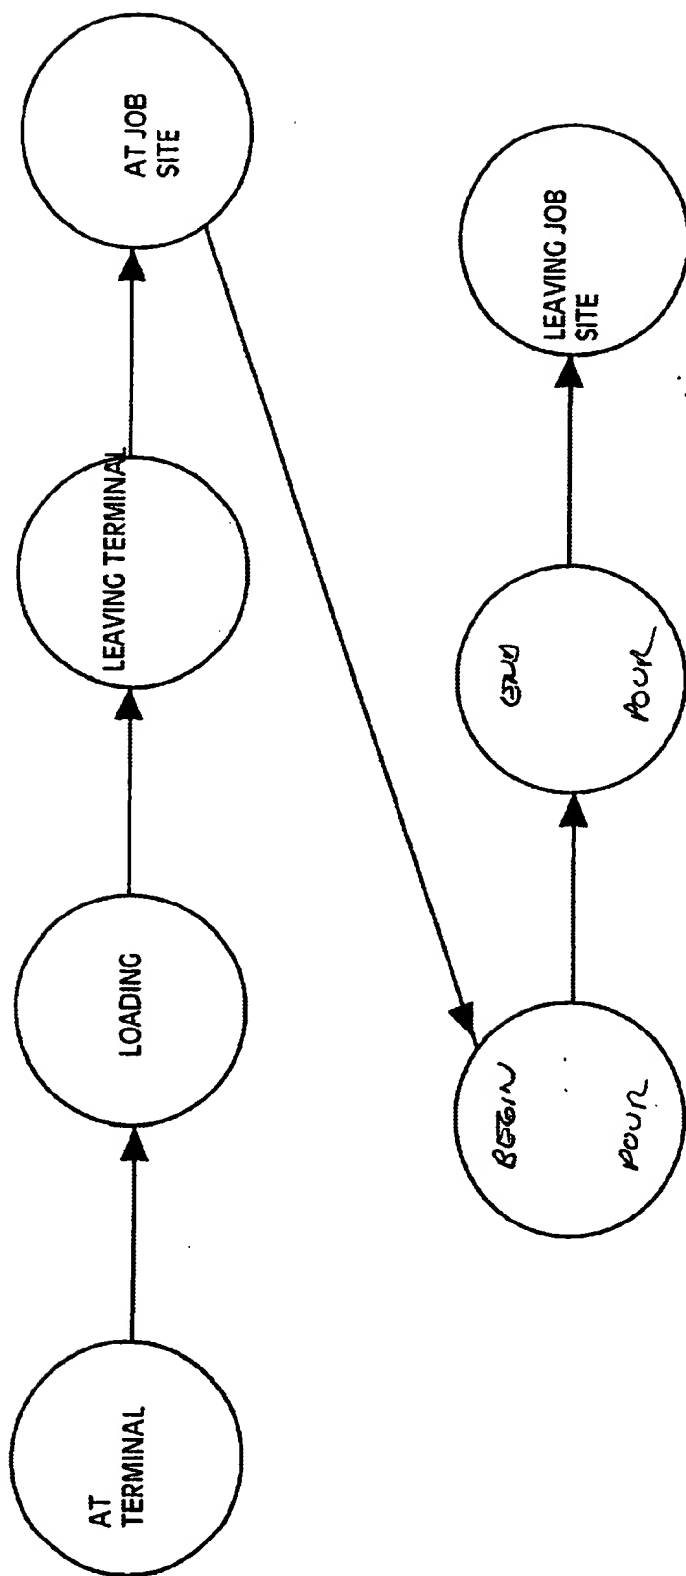 AT
TERMINAL
LOADING
LEAVING TERMINAL
AT JOB
SITE
BEGIN
POUR
END
POUR
LEAVING JOB
SITE